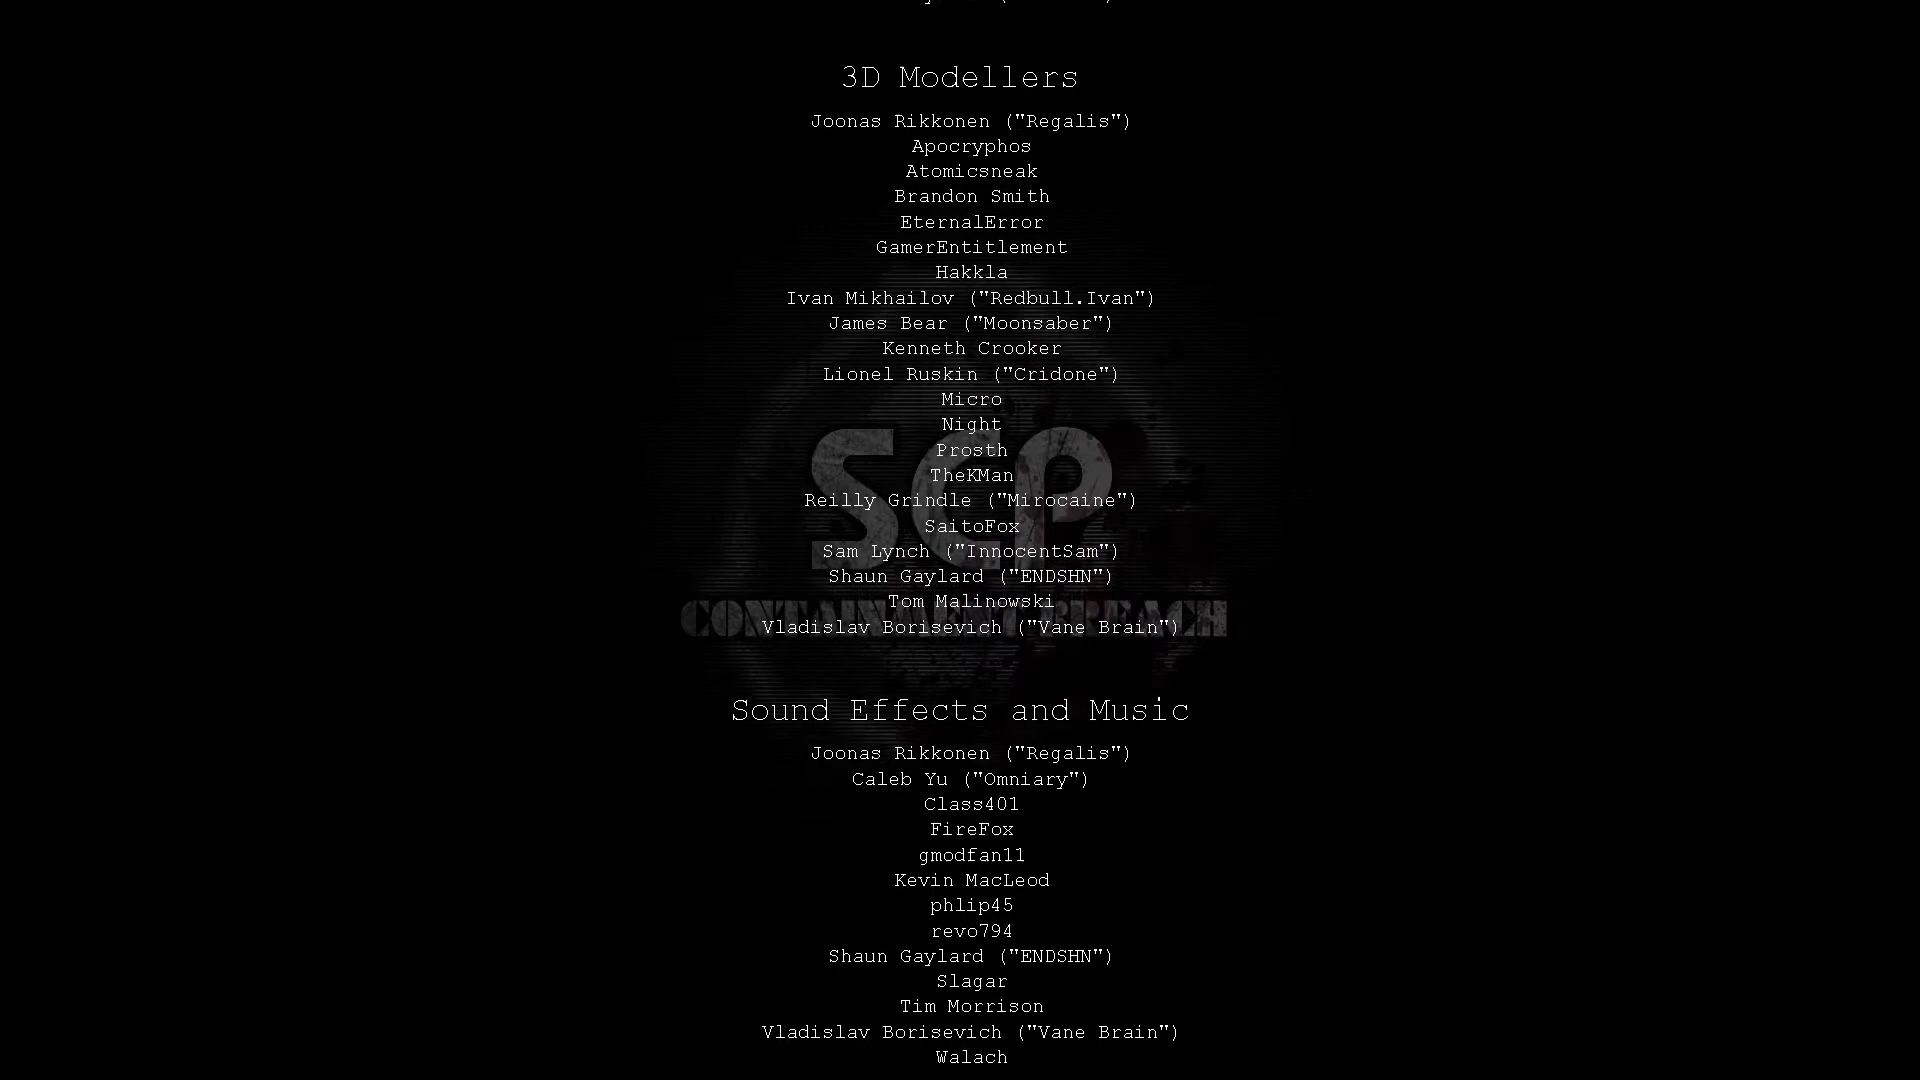 3D Modellers
Joonas Rikkonen ("Regalis")
Apocryphos
Atomicsneak
Brandon Smith
EternalError
GamerEntitlement
Hakkla
Ivan Mikhailov ("Redbull.Ivan")
James Bear ("Moonsaber")
Kenneth Crooker
Lionel Ruskin ("Cridone")
Micro
Night
Prosth
TheKMan
Reilly Grindle ("Mirocaine")
SaitoFox
Sam Lynch ("InnocentSam")
Shaun Gaylard ("ENDSHN")
Tom Malinowski
Vladislav Borisevich ("Vane Brain")
SCP
CONTAINMENT BREACH
Sound Effects and Music
Joonas Rikkonen ("Regalis")
Caleb Yu ("Omniary")
Class401
FireFox
gmodfan11
Kevin MacLeod
phlip45
revo794
Shaun Gaylard ("ENDSHN")
Slagar
Tim Morrison
Vladislav Borisevich ("Vane Brain")
Walach